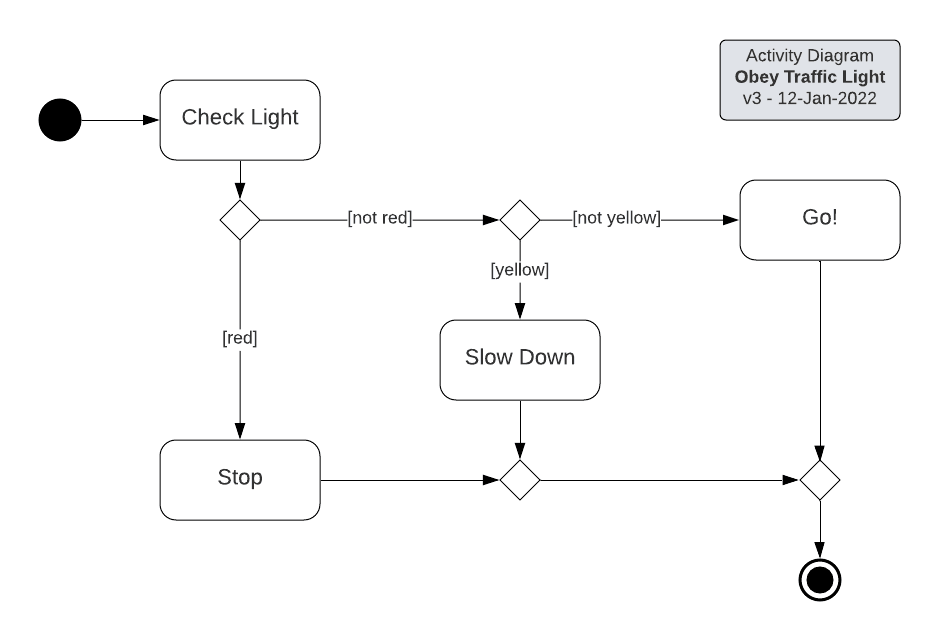 Activity Diagram
Obey Traffic Light
v3 - 12-Jan-2022
Check Light
[not red]
[not yellow]
Go!
[yellow]
[red]
Slow Down
Stop